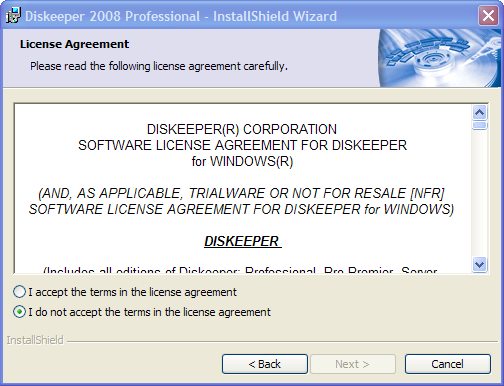 Diskeeper 2008 Professional - InstallShield Wizard
License Agreement
Please read the following license agreement carefully.
DISKEEPER(R) CORPORATION
SOFTWARE LICENSE AGREEMENT FOR DISKEEPER
for WINDOWS(R)
(AND, AS APPLICABLE, TRIALWARE OR NOT FOR RESALE [NFR]
SOFTWARE LICENSE AGREEMENT FOR DISKEEPER for WINDOWS)
DISKEEPER
(Includes all editions of Diskeeper: Professional, Pro Premier, Server
I accept the terms in the license agreement
I do not accept the terms in the license agreement
InstallShield
< Back
Next >
Cancel